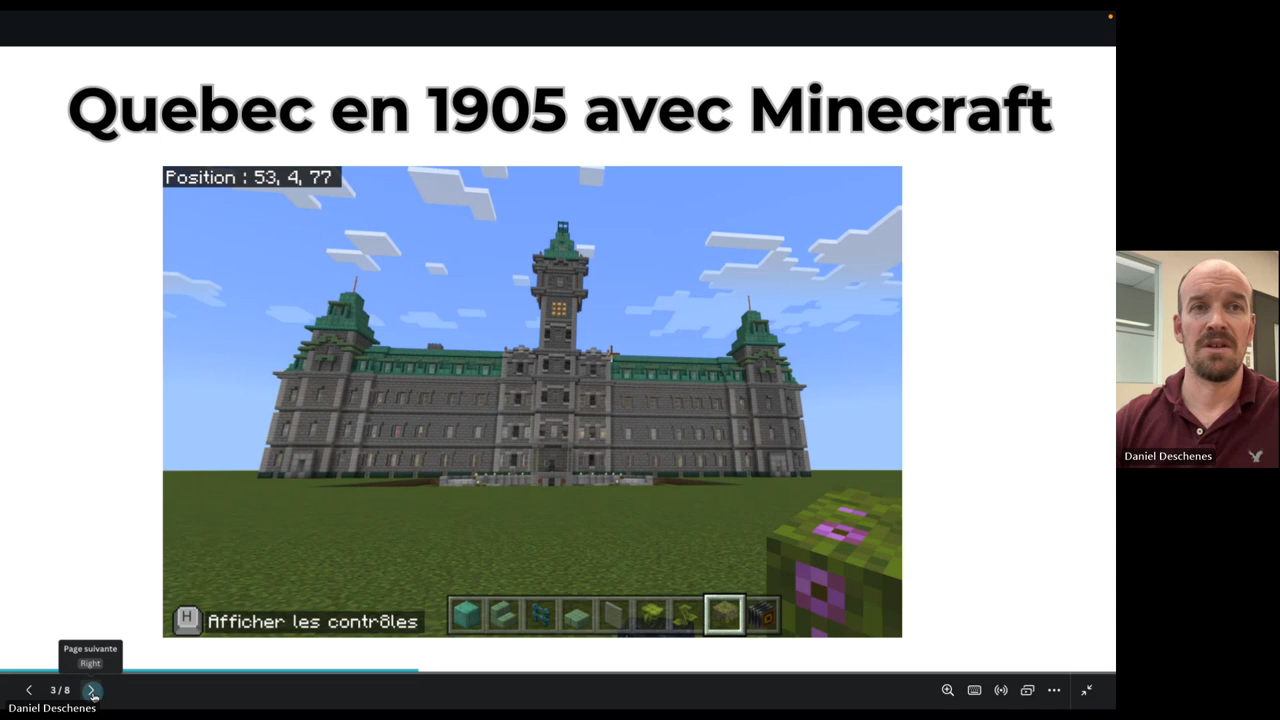 Quebec en 1905 avec Minecraft
Position : 53, 4, 77
H Afficher les contrôles
Daniel Deschenes
Page suivante
Right
3 / 8
Daniel Deschenes